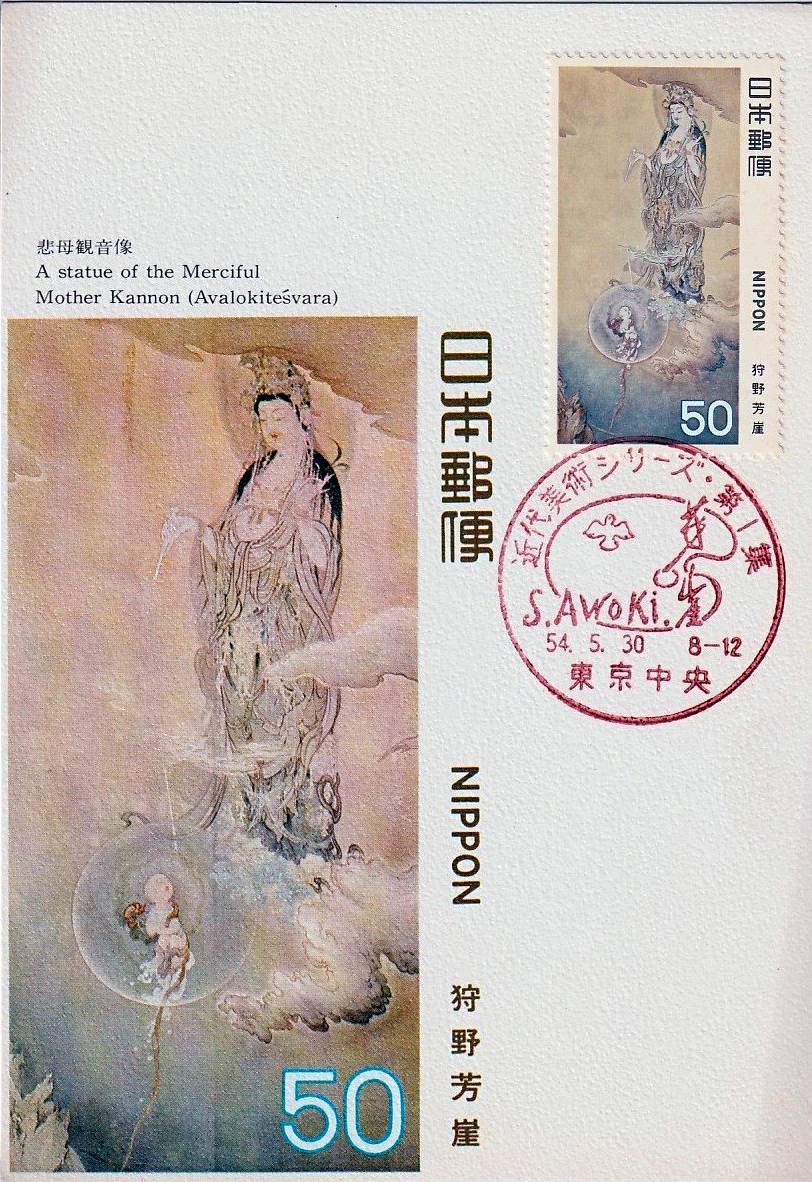 悲母観音像
A statue of the Merciful
Mother Kannon (Avalokiteśvara)
日本郵便
NIPPON
狩野芳崖
50
日本郵便
NIPPON
狩野芳崖
50
近代美術シリーズ・第1集
芳崖
S.AWOKi.
54. 5. 30 8-12
東京中央